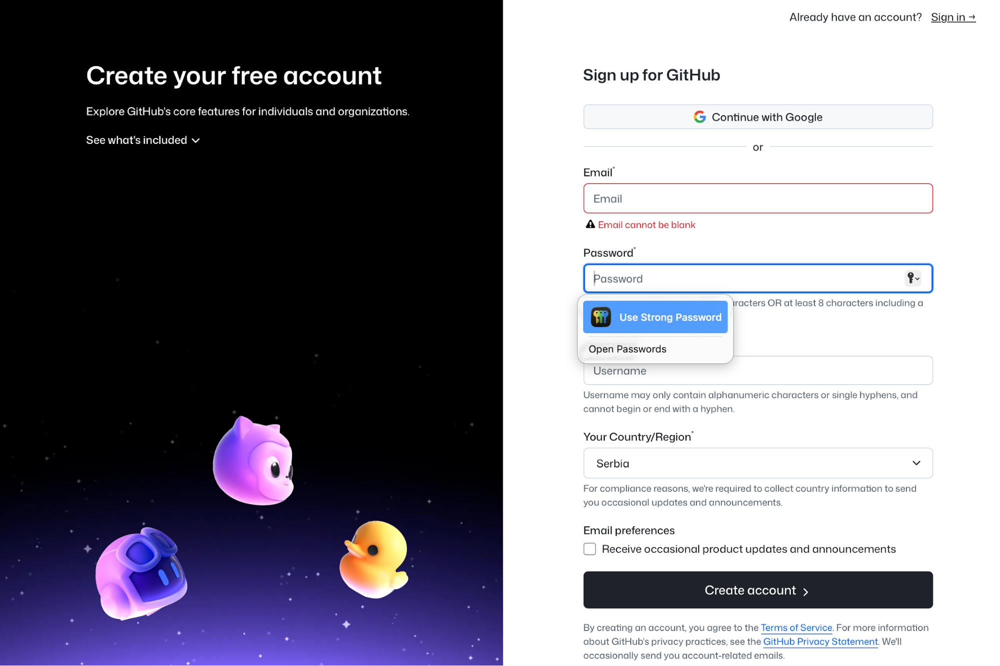 Already have an account? Sign in →
Create your free account
Explore GitHub's core features for individuals and organizations.
See what's included
Sign up for GitHub
Continue with Google
or
Email*
Email
Email cannot be blank
Password*
Password
OR at least 8 characters including a
Use Strong Password
Open Passwords
Username
Username may only contain alphanumeric characters or single hyphens, and
cannot begin or end with a hyphen.
Your Country/Region*
Serbia
For compliance reasons, we're required to collect country information to send
you occasional updates and announcements.
Email preferences
Receive occasional product updates and announcements
Create account
By creating an account, you agree to the Terms of Service. For more information
about GitHub's privacy practices, see the GitHub Privacy Statement. We'll
occasionally send you account-related emails.